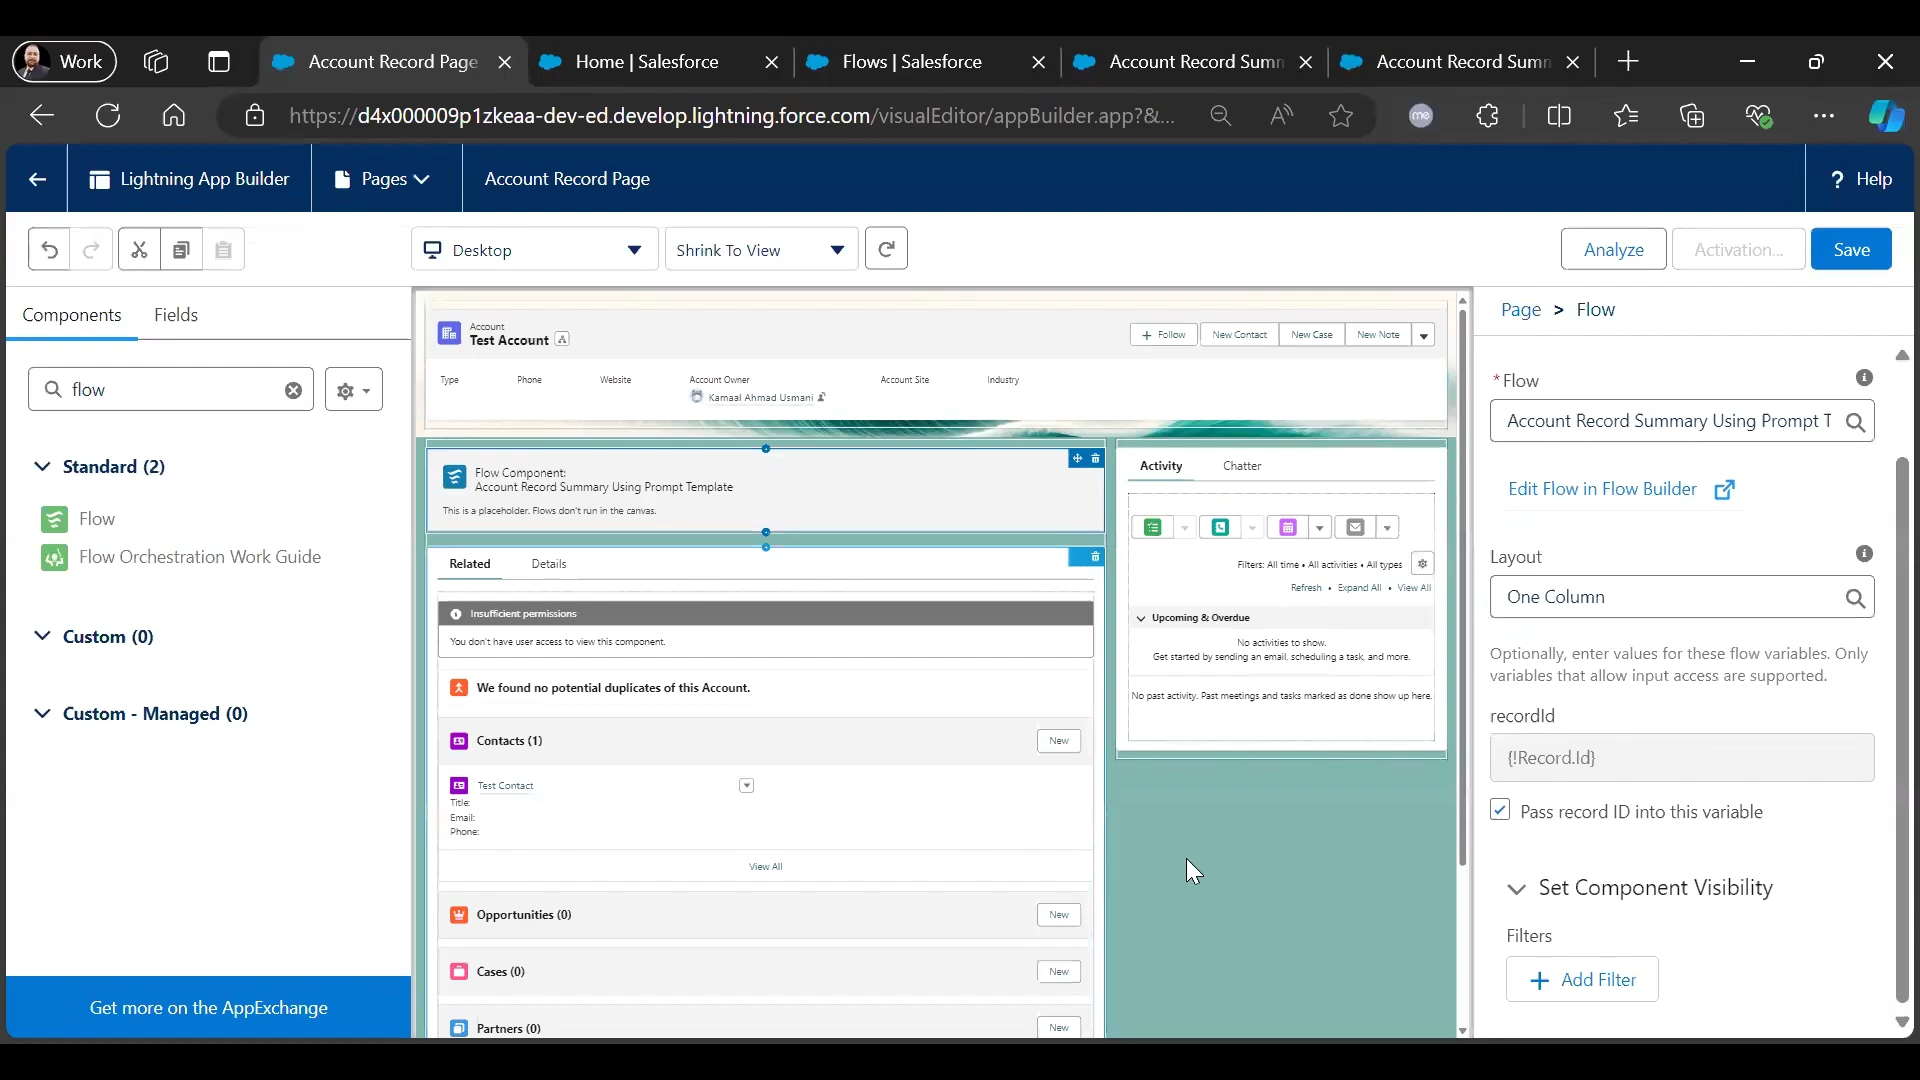 Work
Account Record Page
Home | Salesforce
Flows | Salesforce
Account Record Sumn
Account Record Sumn
https://d4x000009p1zkeaa-dev-ed.develop.lightning.force.com/visualEditor/appBuilder.app?&...
me
Lightning App Builder
Pages
Account Record Page
? Help
Desktop
Shrink To View
Analyze
Activation...
Save
Components
Fields
flow
Standard (2)
Flow
Flow Orchestration Work Guide
Custom (0)
Custom - Managed (0)
Get more on the AppExchange
Account
Test Account
+ Follow
New Contact
New Case
New Note
Type
Phone
Website
Account Owner
Account Site
Industry
Kamaal Ahmad Usmani
Flow Component:
Account Record Summary Using Prompt Template
This is a placeholder. Flows don't run in the canvas.
Related
Details
Insufficient permissions
You don't have user access to view this component.
We found no potential duplicates of this Account.
Contacts (1)
New
Test Contact
Title:
Email:
Phone:
View All
Opportunities (0)
New
Cases (0)
New
Partners (0)
New
Activity
Chatter
Filters: All time • All activities • All types
Refresh • Expand All • View All
Upcoming & Overdue
No activities to show.
Get started by sending an email, scheduling a task, and more.
No past activity. Past meetings and tasks marked as done show up here.
Page > Flow
* Flow
Account Record Summary Using Prompt T
Edit Flow in Flow Builder
Layout
One Column
Optionally, enter values for these flow variables. Only
variables that allow input access are supported.
recordId
{!Record.Id}
Pass record ID into this variable
Set Component Visibility
Filters
+ Add Filter